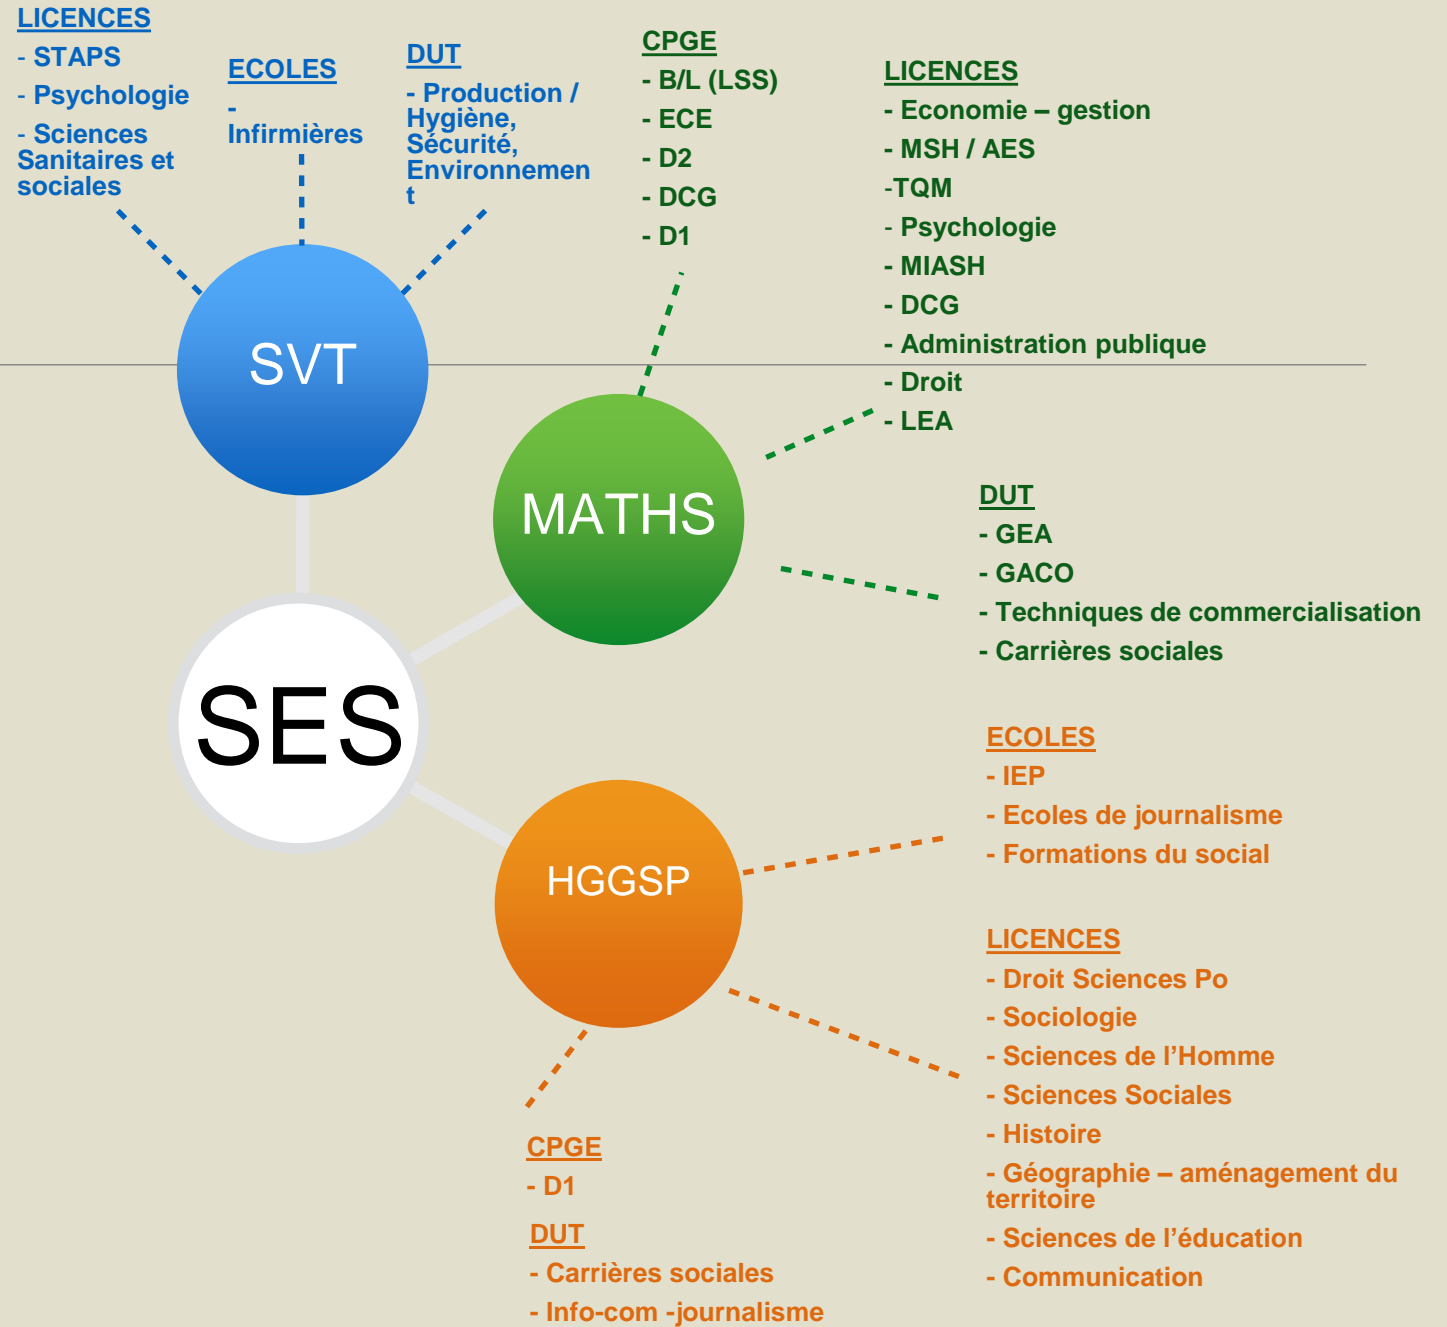 LICENCES
- STAPS
- Psychologie
- Sciences
Sanitaires et
sociales
ECOLES
-
Infirmières
DUT
- Production /
Hygiène,
Sécurité,
Environnemen
t
CPGE
- B/L (LSS)
- ECE
- D2
- DCG
- D1
LICENCES
- Economie – gestion
- MSH / AES
-TQM
- Psychologie
- MIASH
- DCG
- Administration publique
- Droit
- LEA
SVT
MATHS
DUT
- GEA
- GACO
- Techniques de commercialisation
- Carrières sociales
SES
ECOLES
- IEP
- Ecoles de journalisme
- Formations du social
HGGSP
LICENCES
- Droit Sciences Po
- Sociologie
- Sciences de l’Homme
- Sciences Sociales
- Histoire
- Géographie – aménagement du
territoire
- Sciences de l’éducation
- Communication
CPGE
- D1
DUT
- Carrières sociales
- Info-com -journalisme